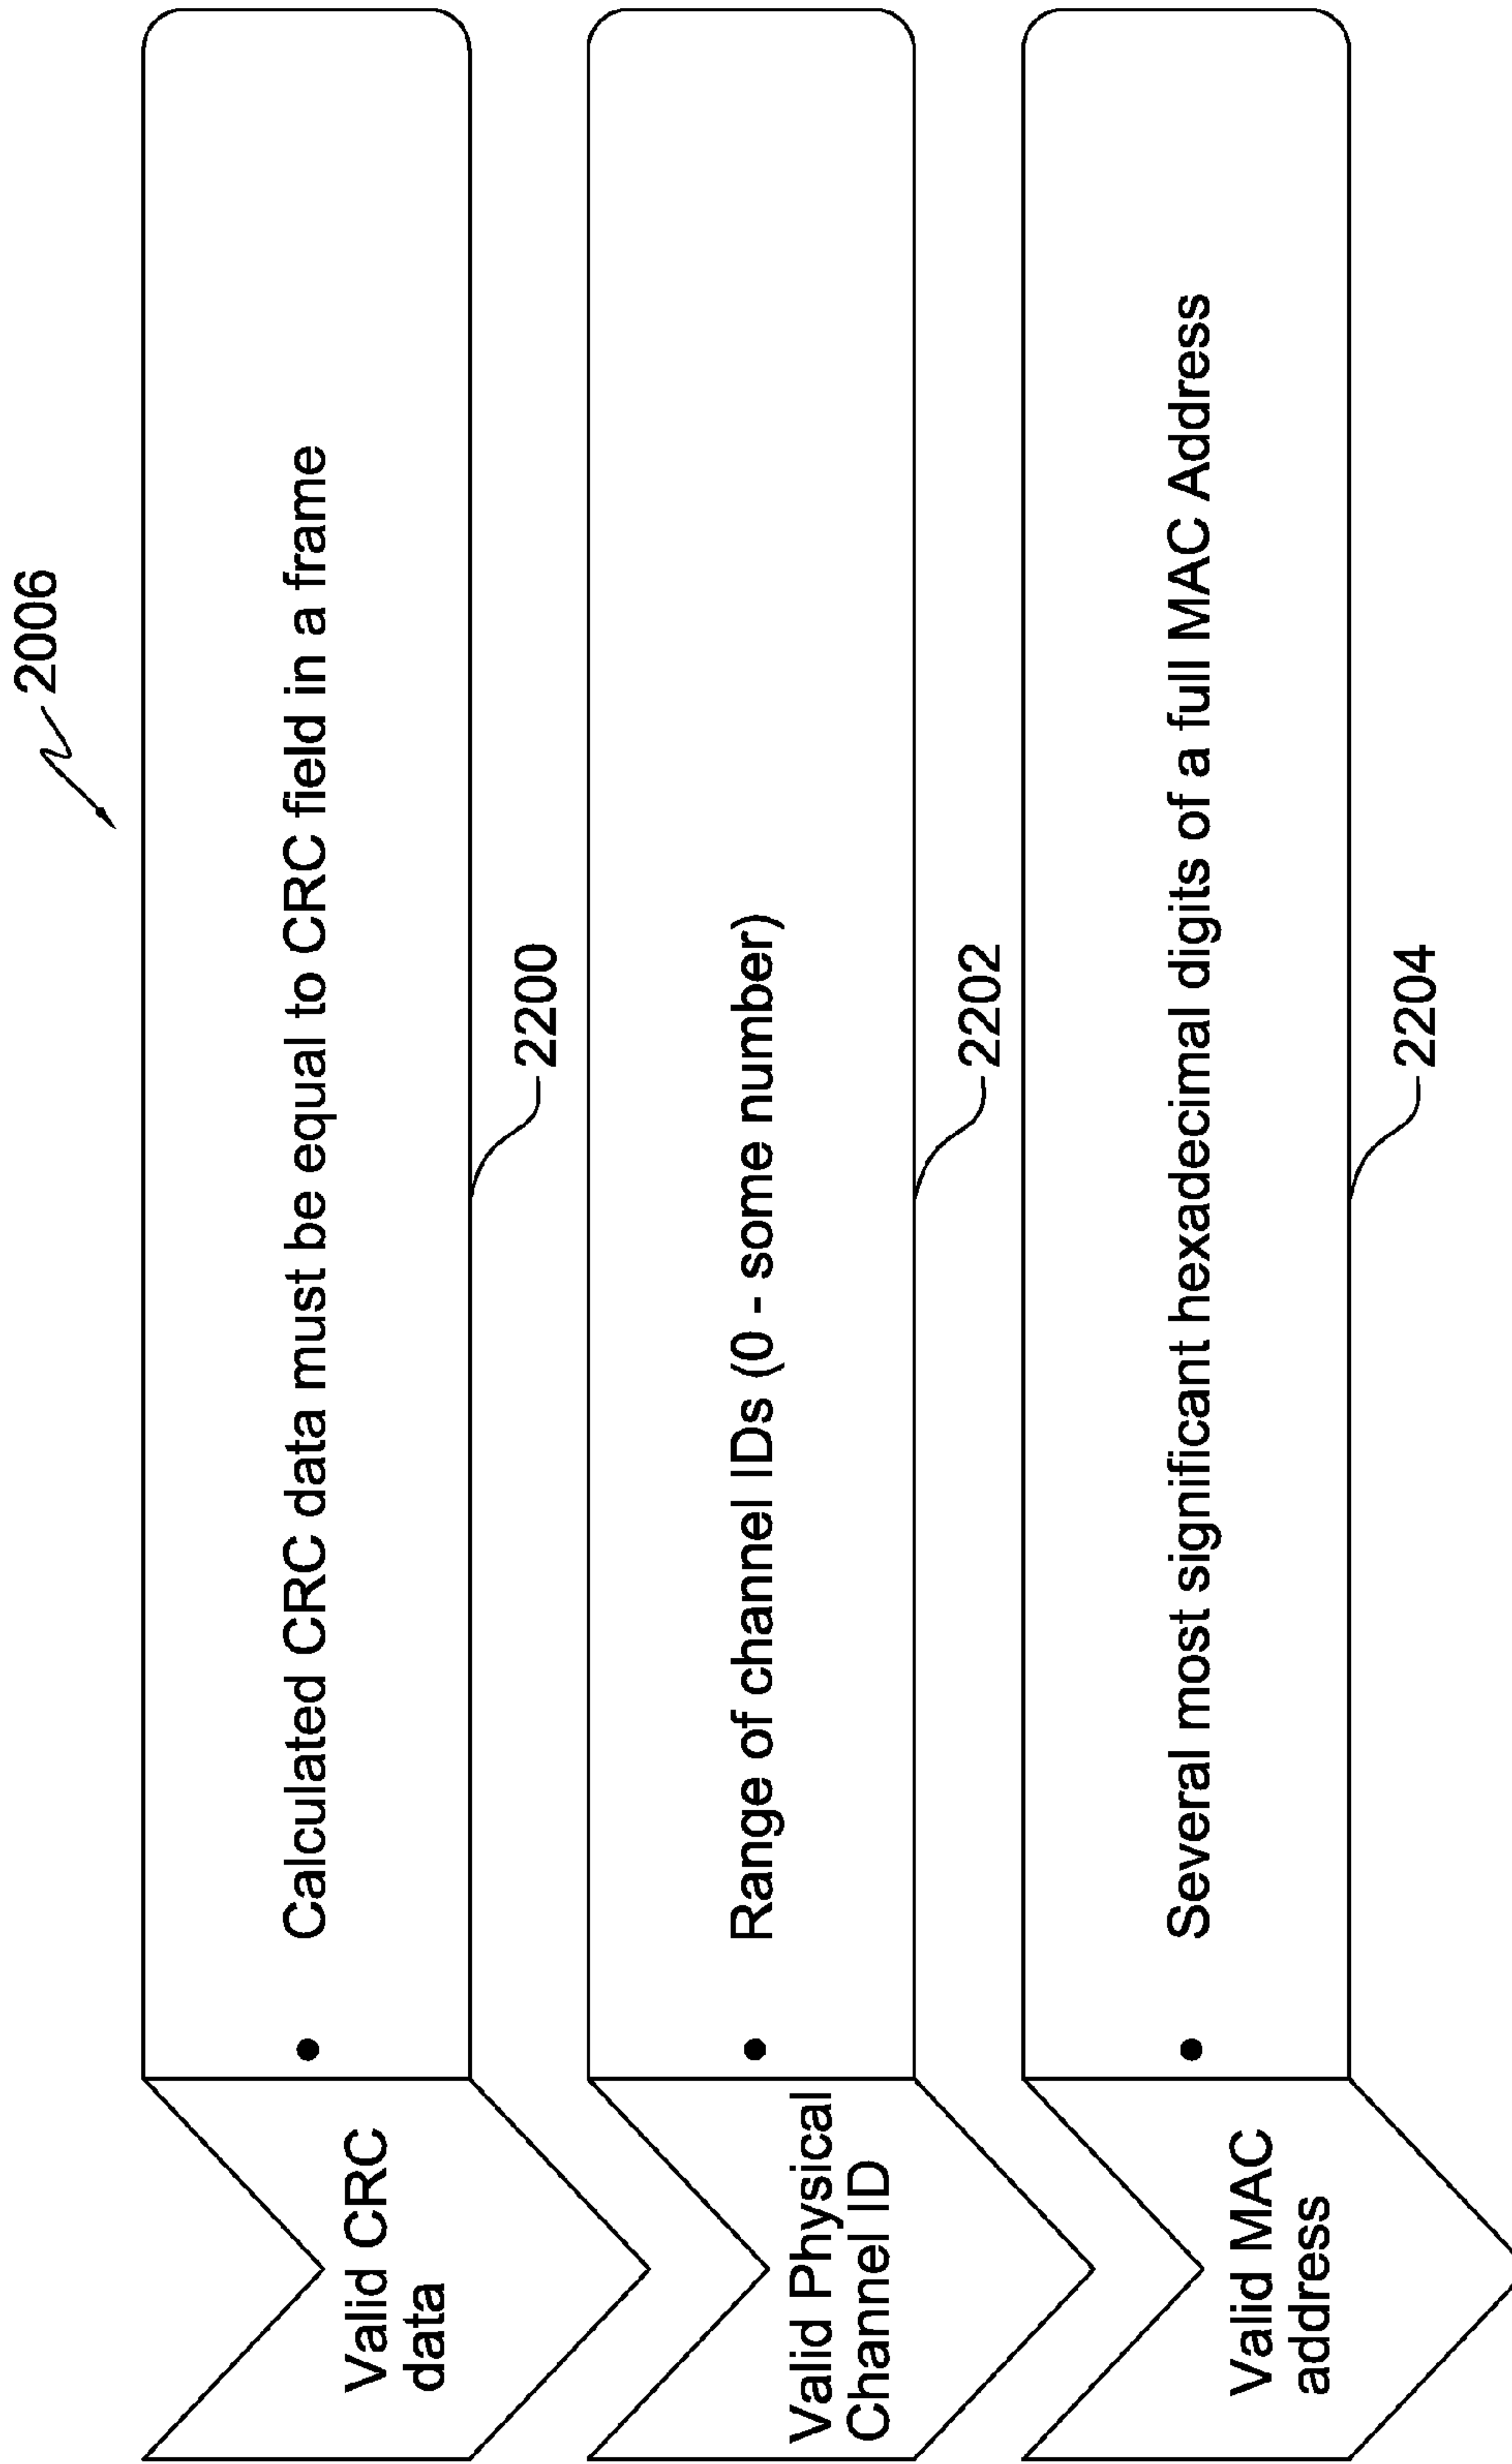 2006
Valid CRC
data
• Calculated CRC data must be equal to CRC field in a frame
2200
Valid Physical
Channel ID
• Range of channel IDs (0 - some number)
2202
Valid MAC
address
• Several most significant hexadecimal digits of a full MAC Address
2204